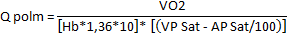 Q polm = VO2
[Hb*1,36*10]* [(VP Sat - AP Sat/100)]